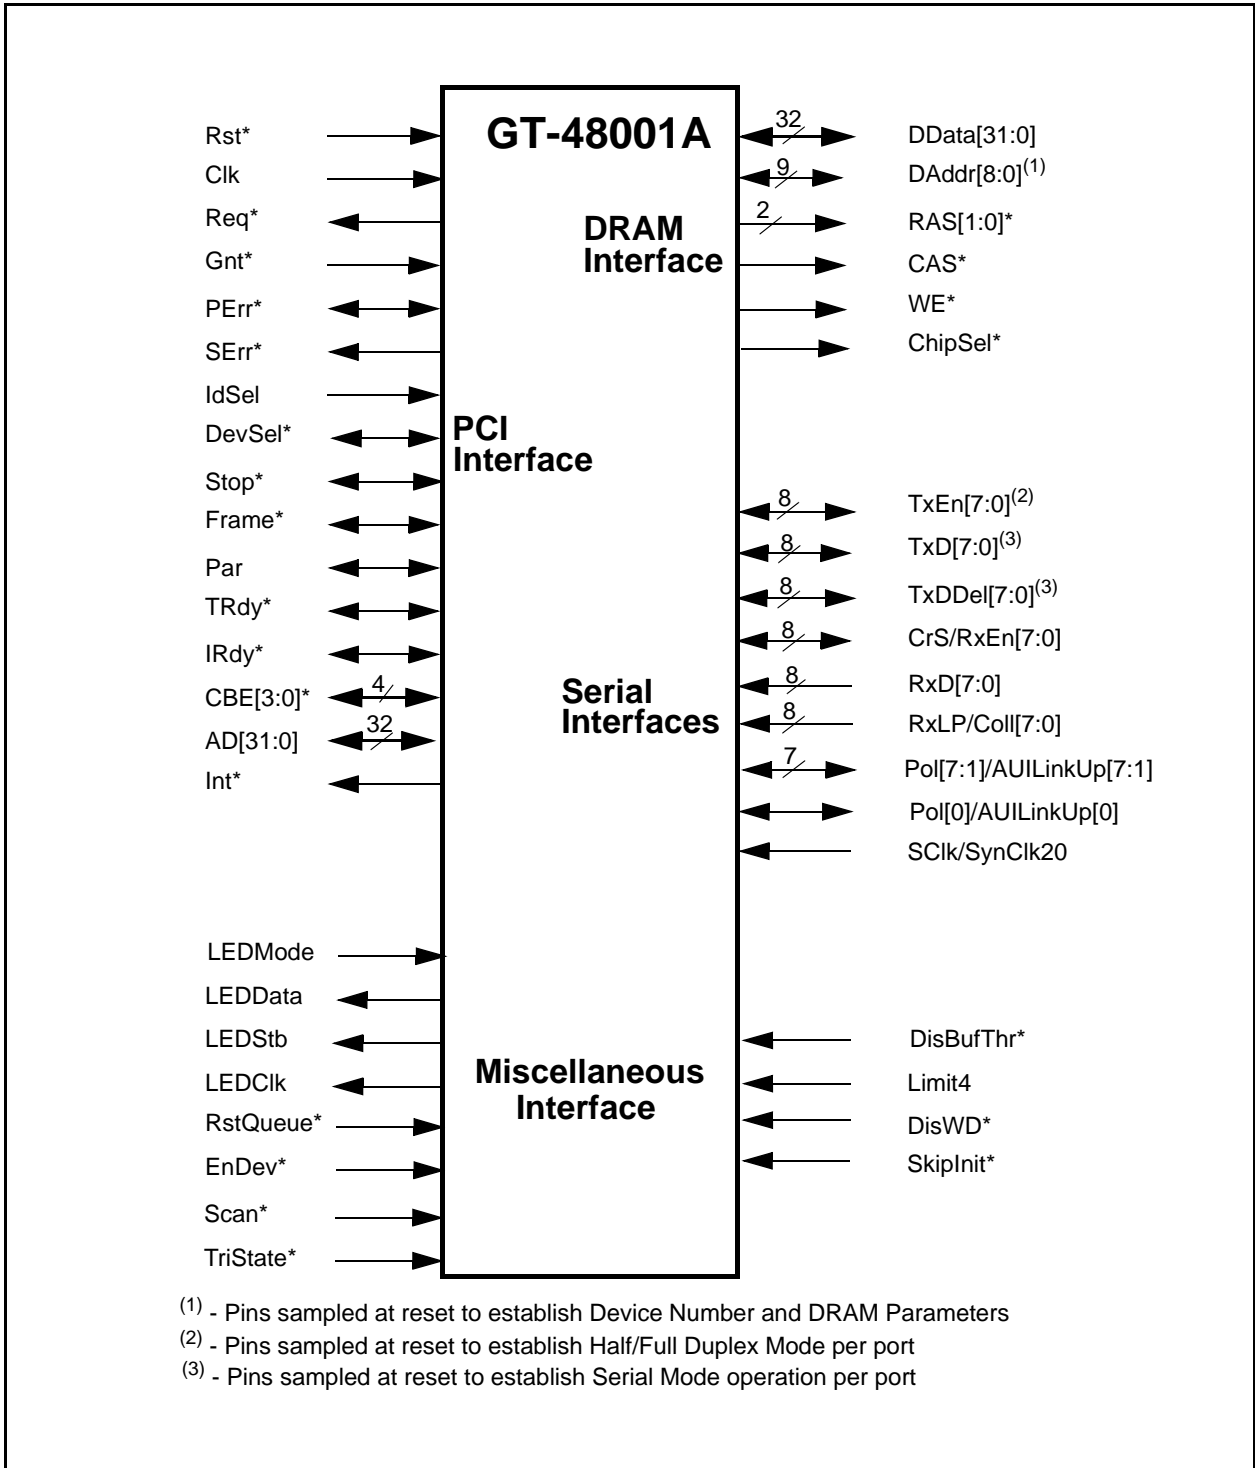 GT-48001A
Rst*
Clk
Req*
Gnt*
PErr*
SErr*
IdSel
DevSel*
Stop*
Frame*
Par
TRdy*
IRdy*
CBE[3:0]*
4
AD[31:0]
32
Int*
PCI
Interface
DRAM
Interface
32
DData[31:0]
9
DAddr[8:0](1)
2
RAS[1:0]*
CAS*
WE*
ChipSel*
Serial
Interfaces
8
TxEn[7:0](2)
8
TxD[7:0](3)
8
TxDDel[7:0](3)
8
CrS/RxEn[7:0]
8
RxD[7:0]
8
RxLP/Coll[7:0]
7
Pol[7:1]/AUILinkUp[7:1]
Pol[0]/AUILinkUp[0]
SClk/SynClk20
LEDMode
LEDData
LEDStb
LEDClk
RstQueue*
EnDev*
Scan*
TriState*
Miscellaneous
Interface
DisBufThr*
Limit4
DisWD*
SkipInit*
(1) - Pins sampled at reset to establish Device Number and DRAM Parameters
(2) - Pins sampled at reset to establish Half/Full Duplex Mode per port
(3) - Pins sampled at reset to establish Serial Mode operation per port